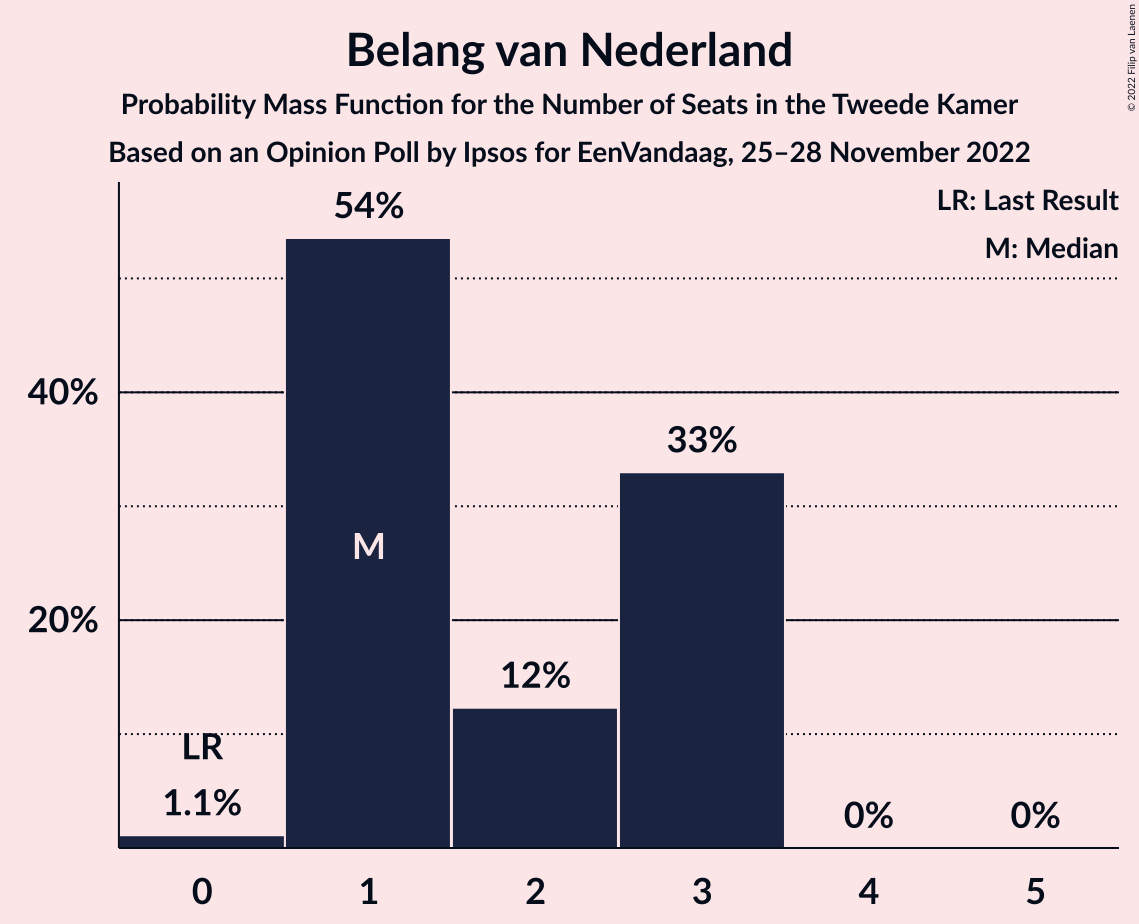 Belang van Nederland
Probability Mass Function for the Number of Seats in the Tweede Kamer
Based on an Opinion Poll by Ipsos for EenVandaag, 25–28 November 2022
© 2022 Filip van Laenen
LR: Last Result
M: Median
54%
40%
33%
M
20%
12%
LR
1.1%
0%
0%
0
1
2
3
4
5